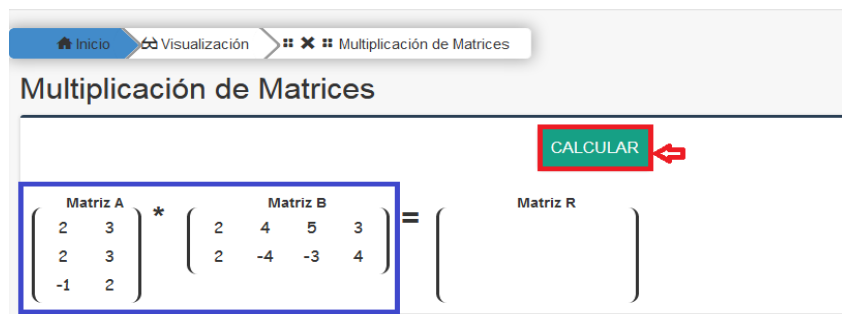 Inicio Visualización Multiplicación de Matrices
Multiplicación de Matrices
CALCULAR
Matriz A * Matriz B = Matriz R
2 3 2 4 5 3
2 3 2 -4 -3 4
-1 2